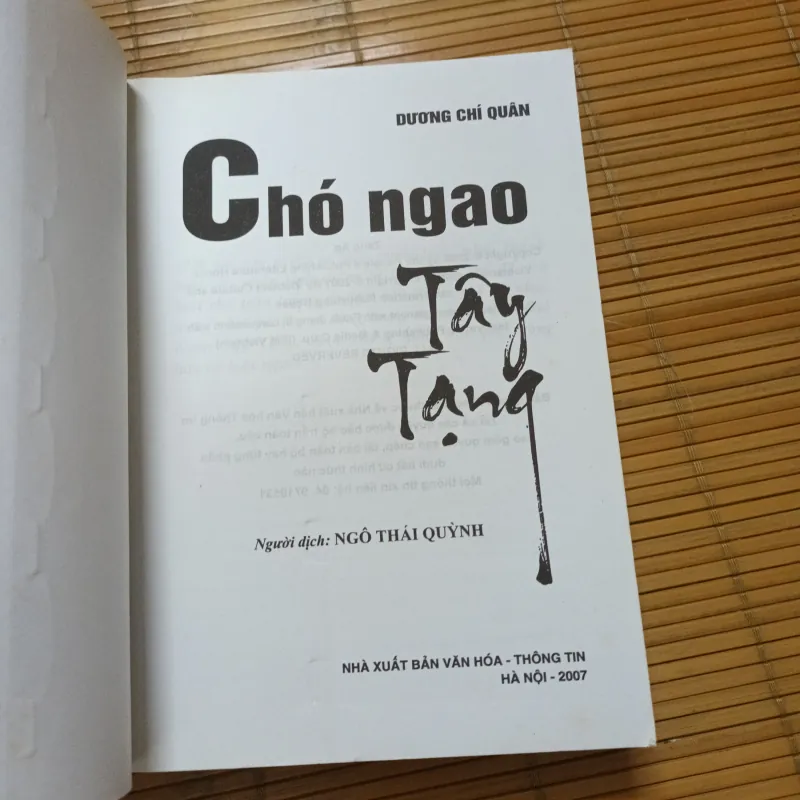 DƯƠNG CHÍ QUÂN
Chó ngao
Tây
Tạng
Người dịch: NGÔ THÁI QUỲNH
NHÀ XUẤT BẢN VĂN HÓA - THÔNG TIN
HÀ NỘI - 2007